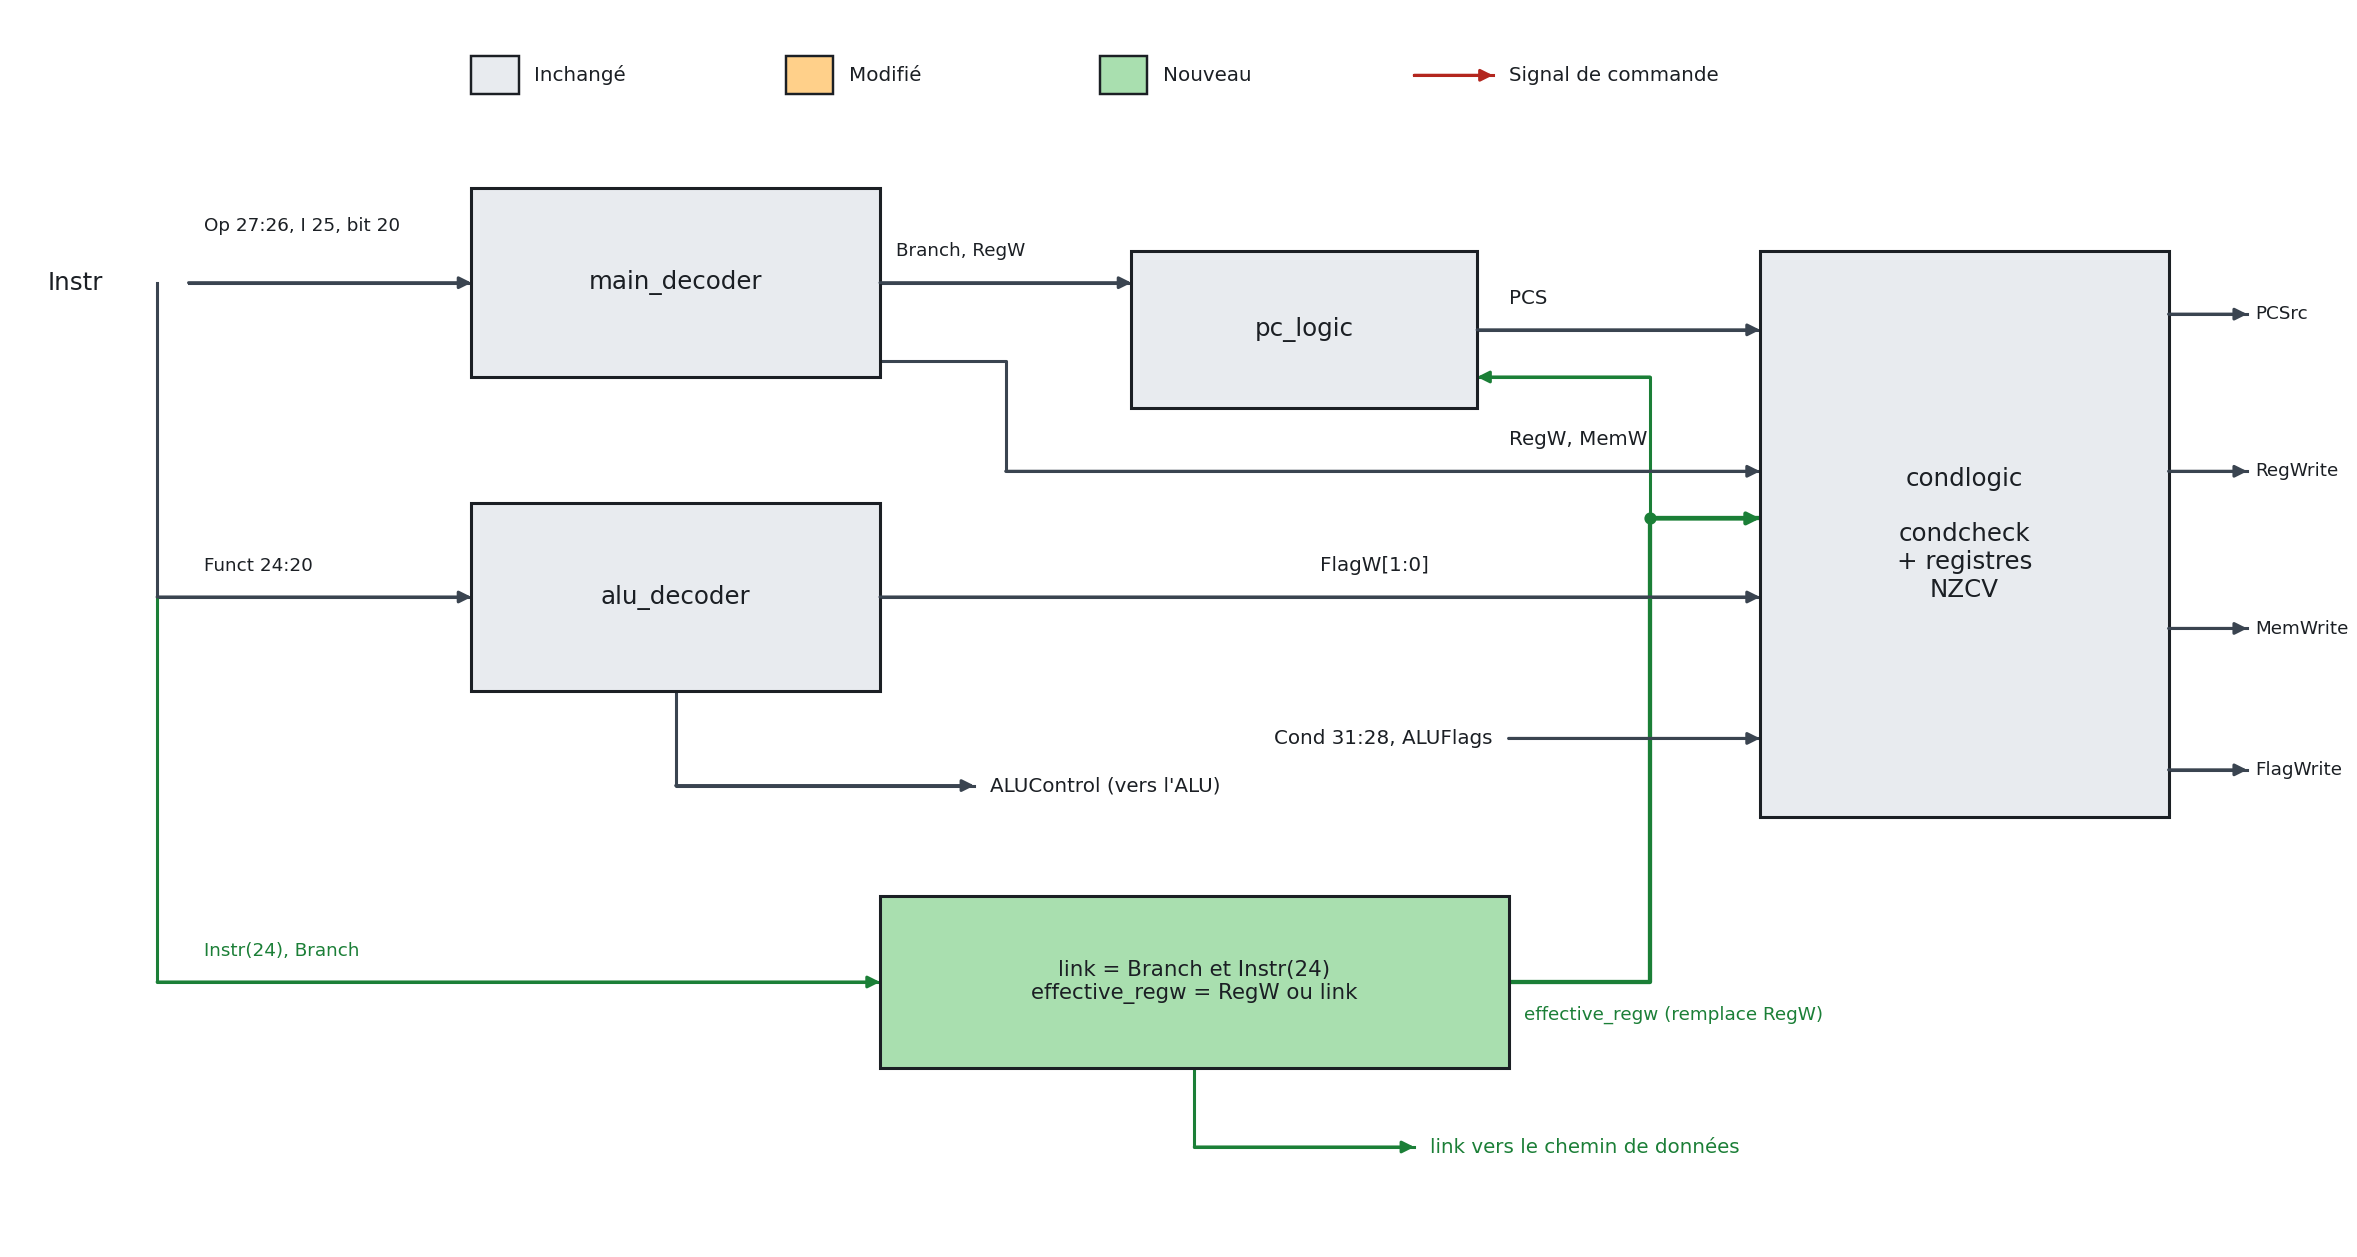 Inchangé
Modifié
Nouveau
Signal de commande
Op 27:26, I 25, bit 20
Instr
main_decoder
Branch, RegW
pc_logic
PCS
PCSrc
RegW, MemW
RegWrite
condlogic
condcheck
+ registres
NZCV
Funct 24:20
alu_decoder
FlagW[1:0]
MemWrite
Cond 31:28, ALUFlags
FlagWrite
ALUControl (vers l'ALU)
Instr(24), Branch
link = Branch et Instr(24)
effective_regw = RegW ou link
effective_regw (remplace RegW)
link vers le chemin de données